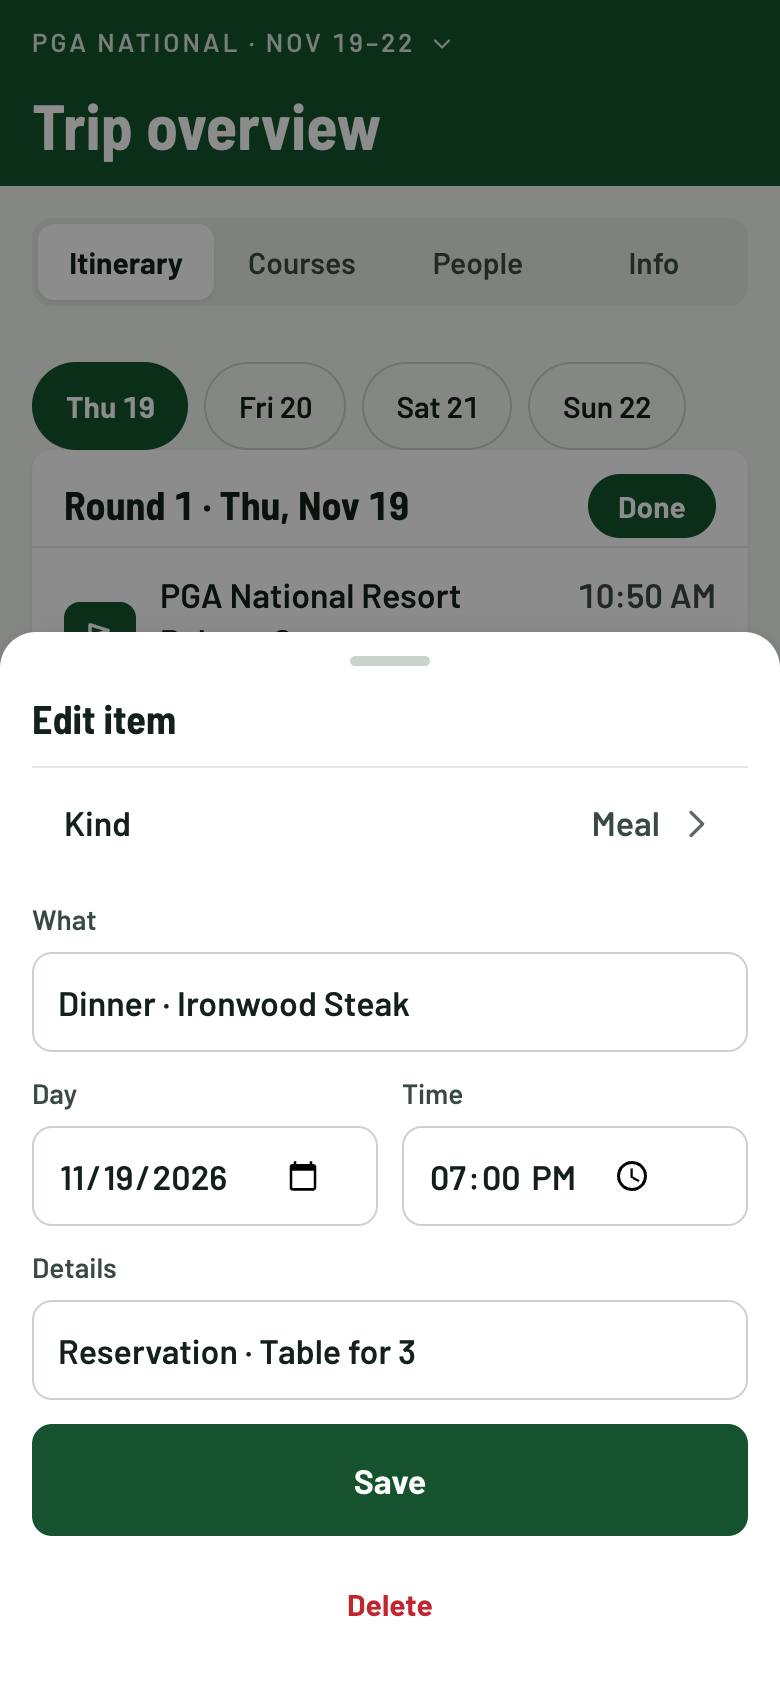 PGA NATIONAL · NOV 19–22
Trip overview
Itinerary Courses People Info
Thu 19 Fri 20 Sat 21 Sun 22
Round 1 · Thu, Nov 19 Done
PGA National Resort 10:50 AM
Edit item
Kind Meal
What
Dinner · Ironwood Steak
Day Time
11/19/2026 07:00 PM
Details
Reservation · Table for 3
Save
Delete